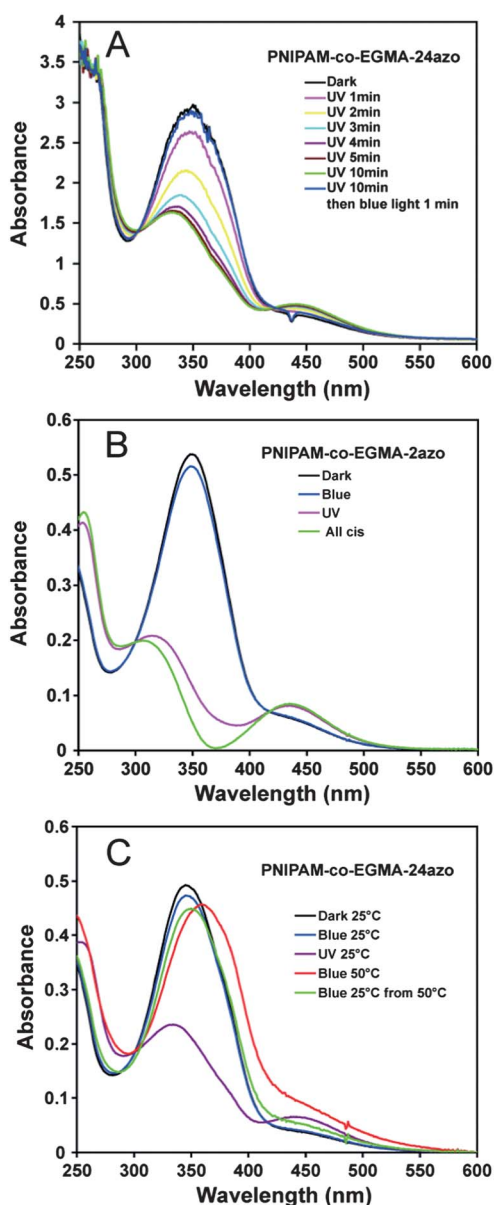 A
PNIPAM-co-EGMA-24azo
Dark
UV 1min
UV 2min
UV 3min
UV 4min
UV 5min
UV 10min
UV 10min
then blue light 1 min
Absorbance
4
3.5
3
2.5
2
1.5
1
0.5
0
250 300 350 400 450 500 550 600
Wavelength (nm)
B
PNIPAM-co-EGMA-2azo
Dark
Blue
UV
All cis
Absorbance
0.6
0.5
0.4
0.3
0.2
0.1
0
250 300 350 400 450 500 550 600
Wavelength (nm)
C
PNIPAM-co-EGMA-24azo
Dark 25°C
Blue 25°C
UV 25°C
Blue 50°C
Blue 25°C from 50°C
Absorbance
0.6
0.5
0.4
0.3
0.2
0.1
0
250 300 350 400 450 500 550 600
Wavelength (nm)